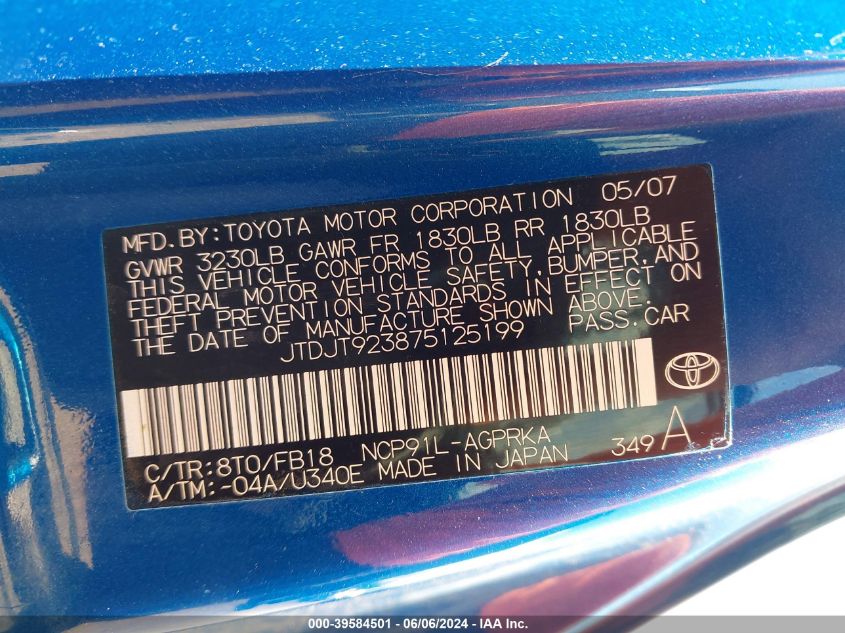 MFD. BY: TOYOTA MOTOR CORPORATION 05/07
GVWR 3230LB GAWR FR 1830LB RR 1830LB
THIS VEHICLE CONFORMS TO ALL APPLICABLE
FEDERAL MOTOR VEHICLE SAFETY, BUMPER, AND
THEFT PREVENTION STANDARDS IN EFFECT ON
THE DATE OF MANUFACTURE SHOWN ABOVE.
JTDJT923875125199 PASS. CAR
C/TR: 8T0/FB18 NCP91L-AGPRKA
A/TM: -04A/U340E MADE IN JAPAN 349 A
000-39584501 - 06/06/2024 - IAA Inc.